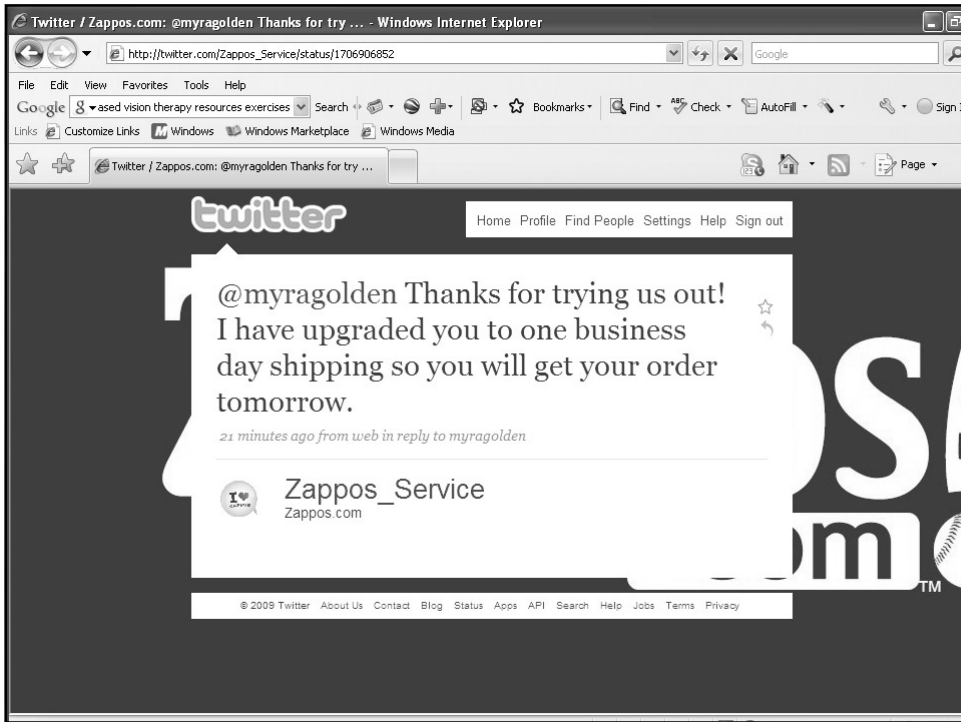 Twitter / Zappos.com: @myragolden Thanks for try ... - Windows Internet Explorer
http://twitter.com/Zappos_Service/status/1706906852
Google
File Edit View Favorites Tools Help
Google ased vision therapy resources exercises Search Bookmarks Find ABC Check AutoFill Sign
Links Customize Links Windows Windows Marketplace Windows Media
Twitter / Zappos.com: @myragolden Thanks for try ... Page
twitter
Home Profile Find People Settings Help Sign out
@myragolden Thanks for trying us out!
I have upgraded you to one business
day shipping so you will get your order
tomorrow.
21 minutes ago from web in reply to myragolden
I ♥
Zappos_Service
Zappos.com
TM
© 2009 Twitter About Us Contact Blog Status Apps API Search Help Jobs Terms Privacy